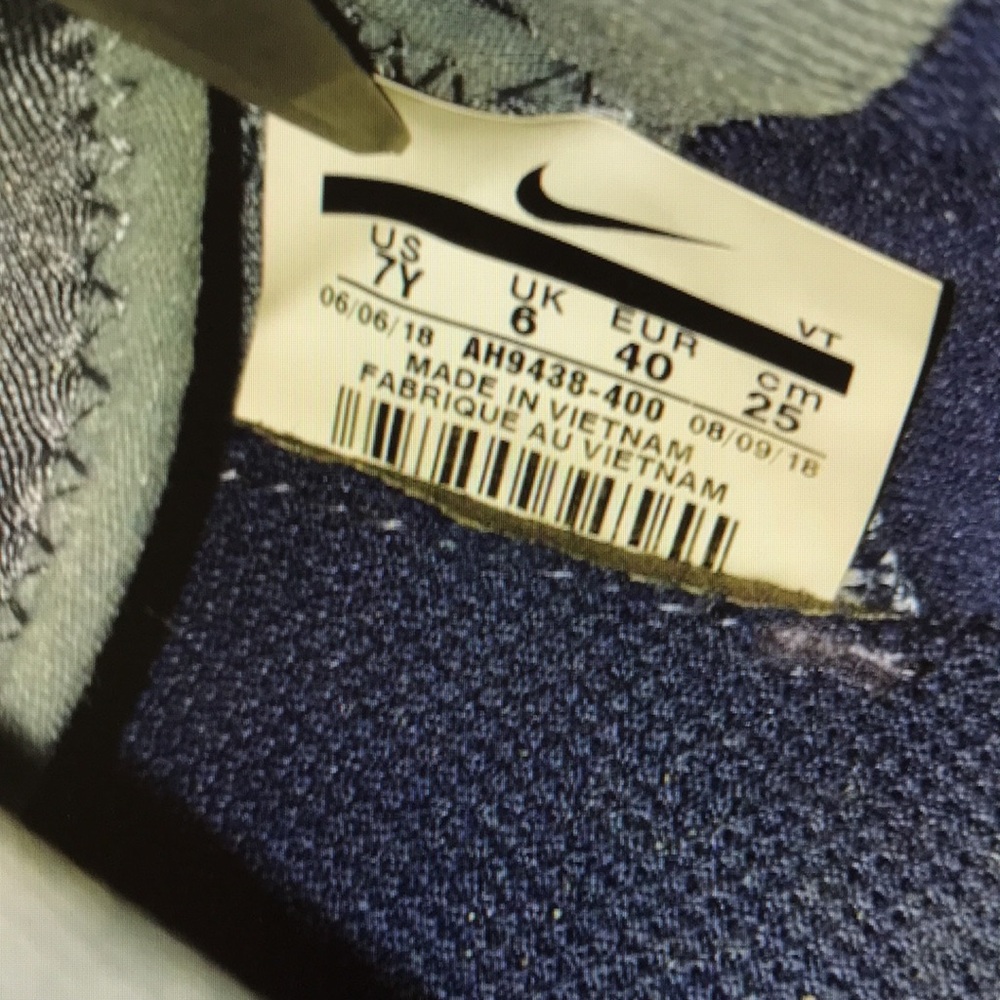 VT
US UK EUR cm
7Y 6 40 25
06/06/18 AH9438-400 08/09/18
MADE IN VIETNAM
FABRIQUE AU VIETNAM